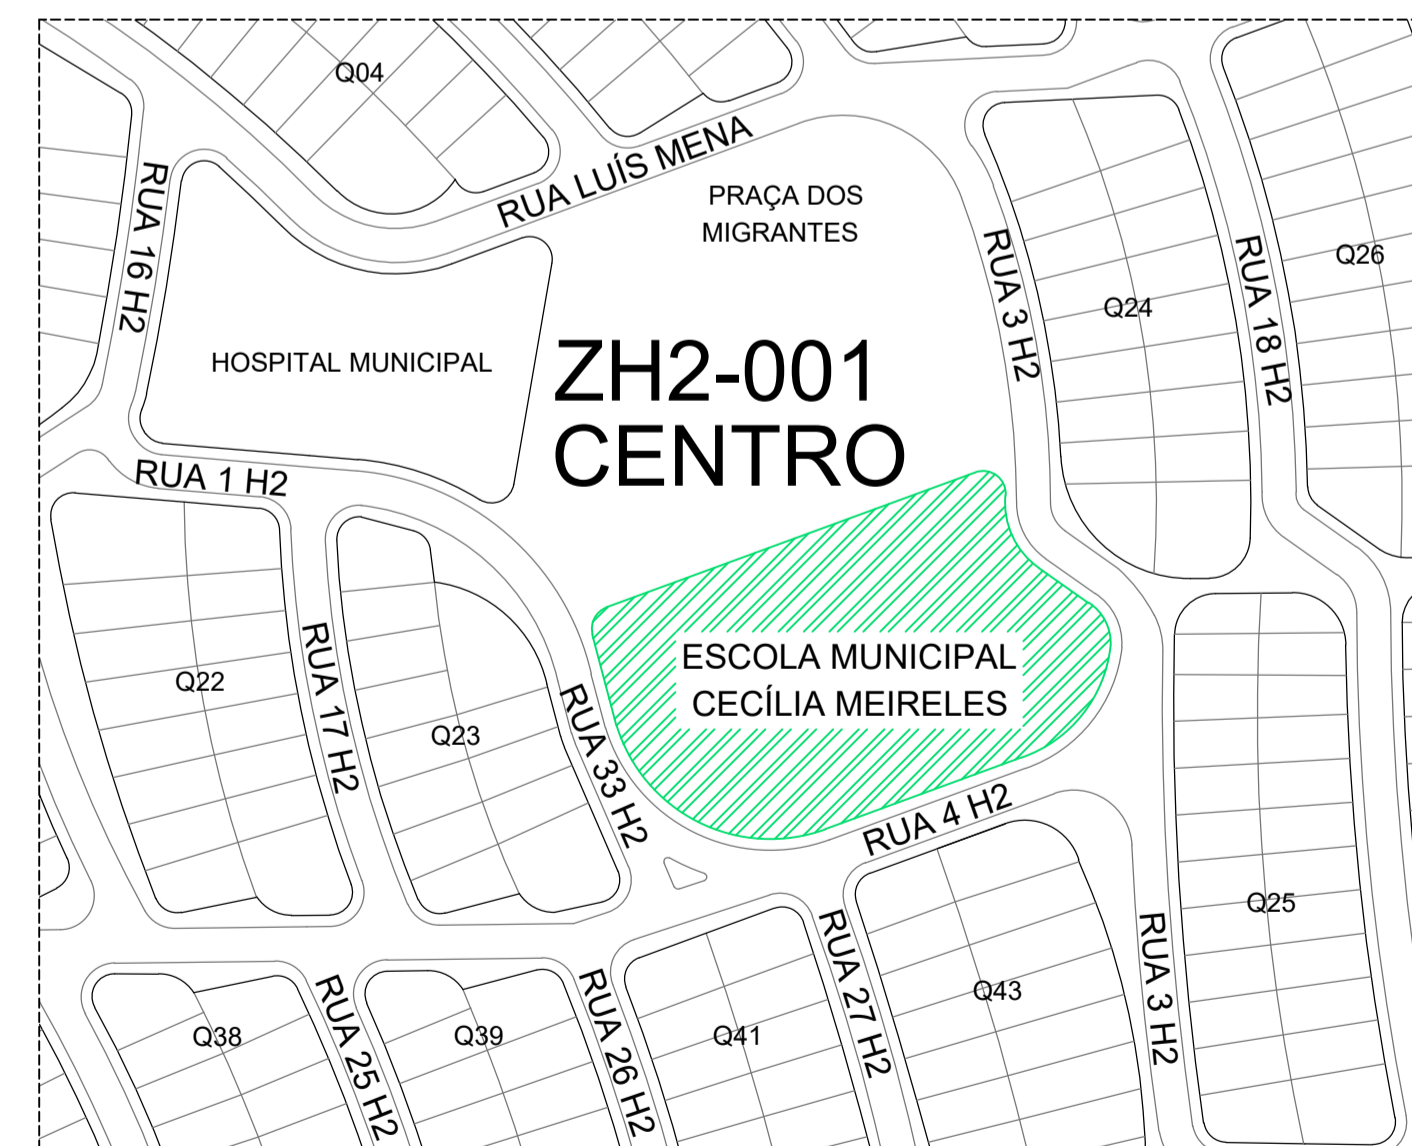 Q04
RUA LUÍS MENA
PRAÇA DOS
MIGRANTES
RUA 16 H2
RUA 3 H2
RUA 18 H2
Q26
Q24
HOSPITAL MUNICIPAL
ZH2-001
CENTRO
RUA 1 H2
RUA 17 H2
Q22
Q23
RUA 33 H2
ESCOLA MUNICIPAL
CECÍLIA MEIRELES
RUA 4 H2
Q25
RUA 27 H2
RUA 3 H2
Q43
Q38
RUA 25 H2
Q39
RUA 26 H2
Q41